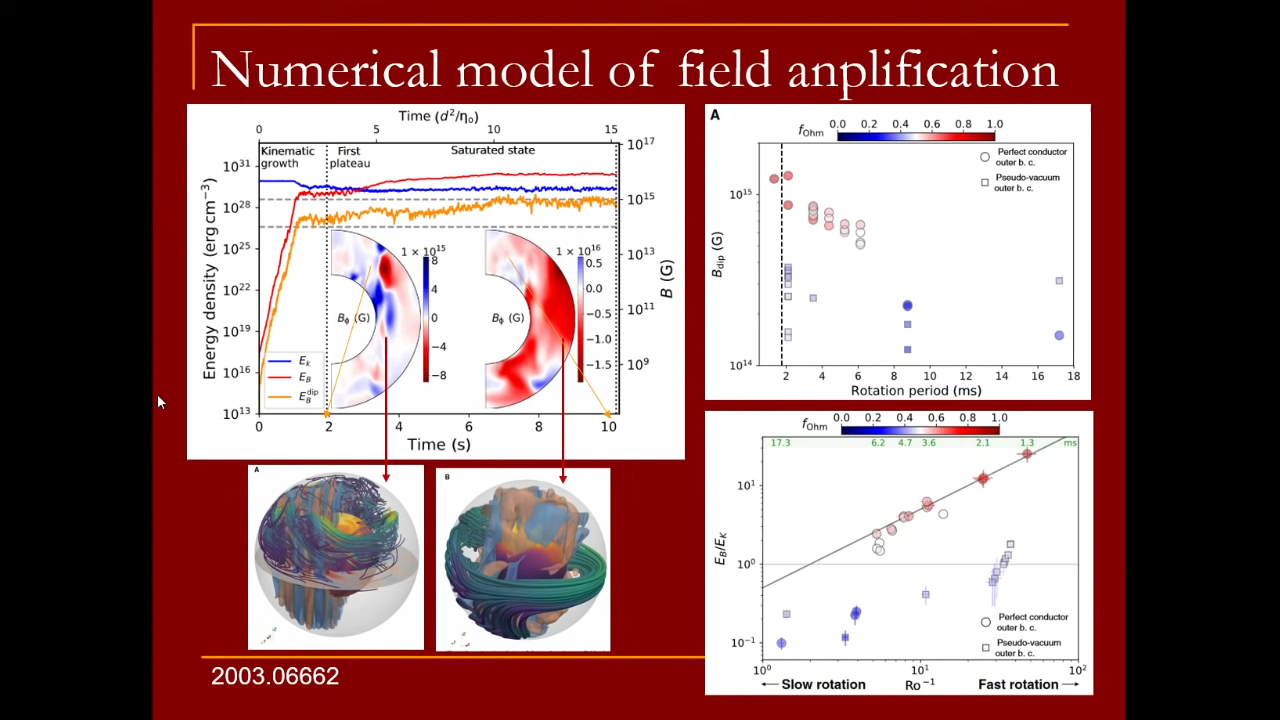 Numerical model of field anplification
Time (d²/ηₒ)
0 5 10 15
Kinematic growth
First plateau
Saturated state
10³¹
10²⁸
10²⁵
10²²
10¹⁹
10¹⁶
10¹³
Energy density (erg cm⁻³)
10¹⁷
10¹⁵
10¹³
10¹¹
10⁹
B (G)
1 × 10¹⁵
8
4
0
−4
−8
Bϕ (G)
1 × 10¹⁶
0.5
0.0
−0.5
−1.0
−1.5
Bϕ (G)
Eₖ
E_B
E_B^dip
0 2 4 6 8 10
Time (s)
A
B
2003.06662
A
f_Ohm
0.0 0.2 0.4 0.6 0.8 1.0
Perfect conductor
outer b. c.
Pseudo-vacuum
outer b. c.
10¹⁵
10¹⁴
B_dip (G)
2 4 6 8 10 12 14 16 18
Rotation period (ms)
f_Ohm
0.0 0.2 0.4 0.6 0.8 1.0
17.3 6.2 4.7 3.6 2.1 1.3 ms
10¹
10⁰
10⁻¹
E_B/E_K
Perfect conductor
outer b. c.
Pseudo-vacuum
outer b. c.
10⁰ 10¹ 10²
Slow rotation Ro⁻¹ Fast rotation